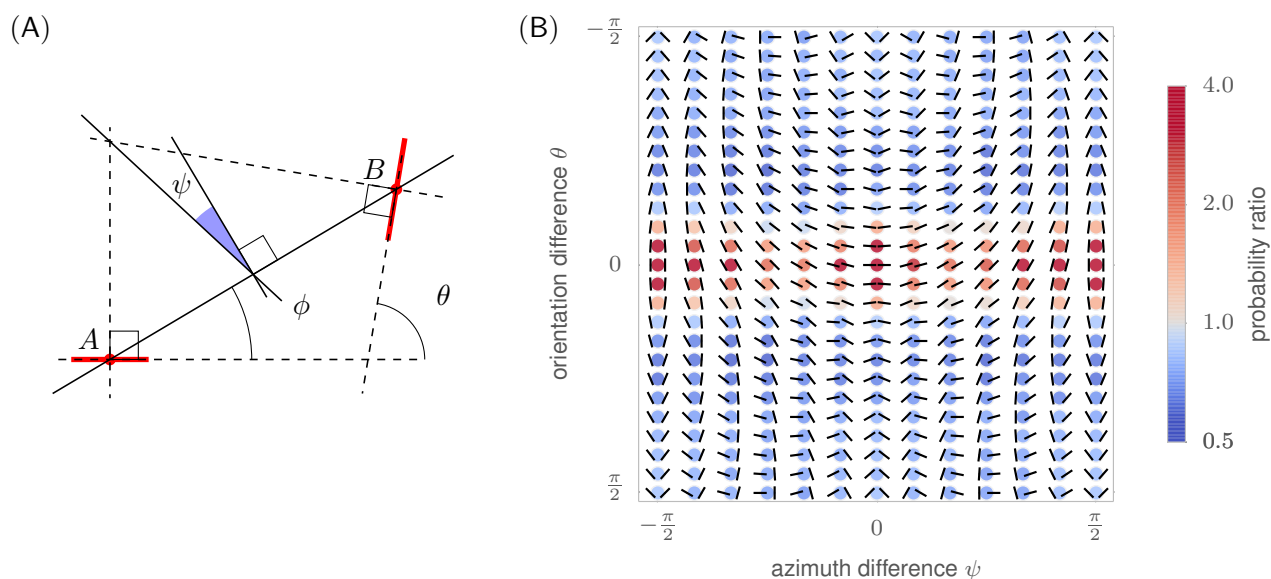 (A)
ψ
B
A
ϕ
θ
(B)
orientation difference θ
−π/2
0
π/2
−π/2
0
π/2
azimuth difference ψ
4.0
2.0
1.0
0.5
probability ratio